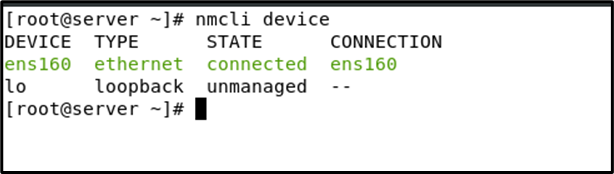 [root@server ~]# nmcli device
DEVICE  TYPE      STATE      CONNECTION
ens160  ethernet  connected  ens160
lo      loopback  unmanaged  --
[root@server ~]#